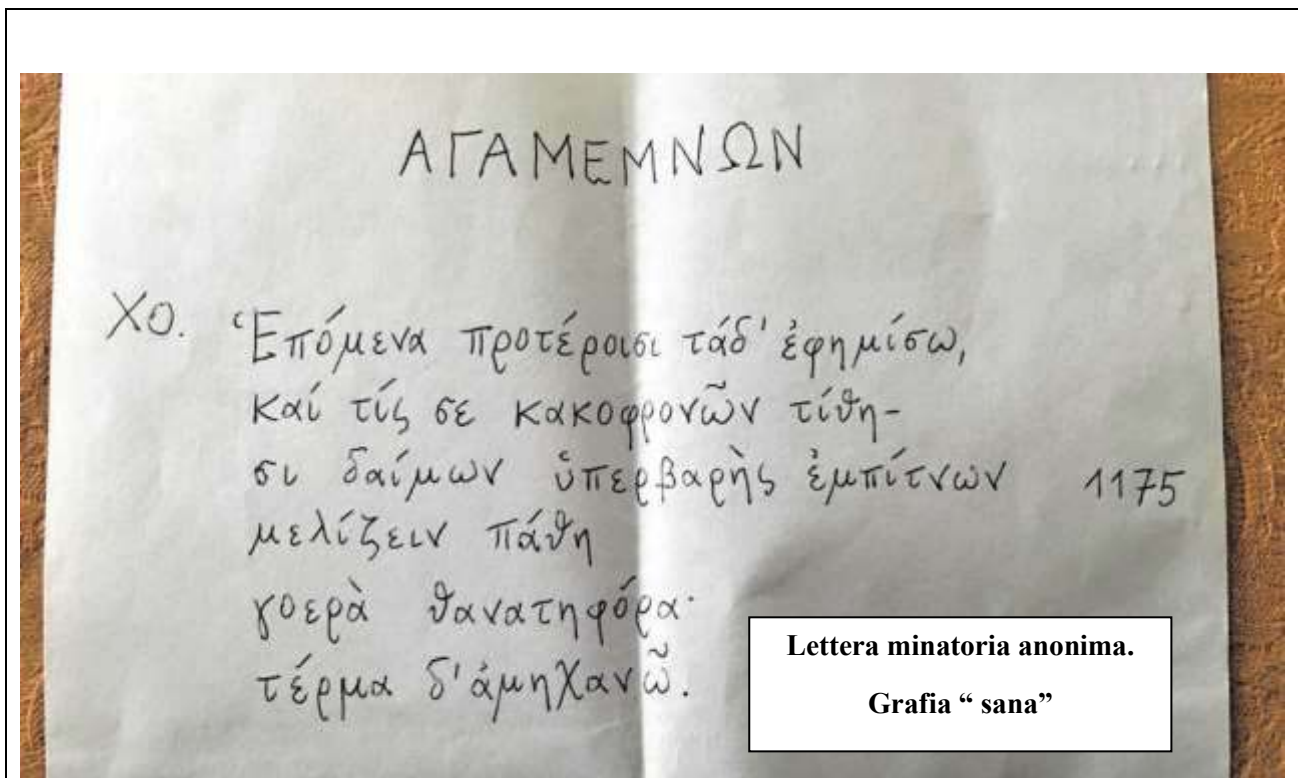 ΑΓΑΜΕΜΝΩΝ
ΧΟ. Ἑπόμενα προτέροισι τάδ' ἐφημίσω,
καί τίς σε κακοφρονῶν τίθη-
σι δαίμων ὑπερβαρὴς ἐμπίτνων 1175
μελίζειν πάθη
γοερὰ θανατηφόρα·
τέρμα δ' ἀμηχανῶ.
Lettera minatoria anonima.
Grafia “ sana”